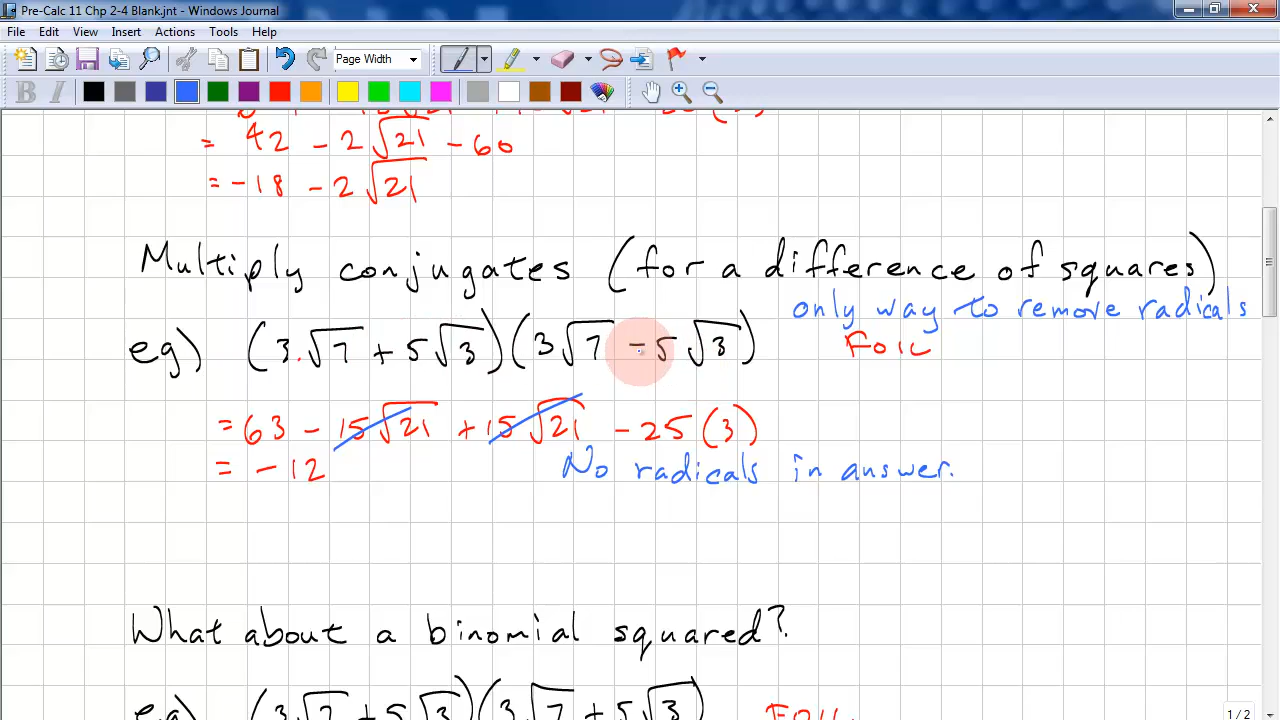 Pre-Calc 11 Chp 2-4 Blank.jnt - Windows Journal
File Edit View Insert Actions Tools Help
Page Width
B I
= 42 - 2√21 - 60
= -18 - 2√21
Multiply conjugates (for a difference of squares)
only way to remove radicals
eg) (3.√7 + 5√3)(3√7 - 5√3) FOIL
= 63 - 15√21 + 15√21 - 25(3)
= -12 No radicals in answer.
What about a binomial squared?
eg) (3√7 + 5√3)(3√7 + 5√3) FOIL
1/2